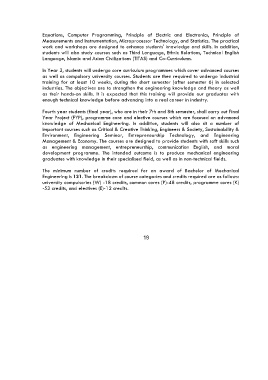 Equations, Computer Programming, Principle of Electric and Electronics, Principle of
Measurements and Instrumentation, Microprocessor Technology, and Statistics. The practical
work and workshops are designed to enhance students' knowledge and skills. In addition,
students will also study courses such as Third Language, Ethnic Relations, Technical English
Language, Islamic and Asian Civilizations (TITAS) and Co-Curriculum.
In Year 3, students will undergo core curriculum programmes which cover advanced courses
as well as compulsory university courses. Students are then required to undergo industrial
training for at least 10 weeks, during the short semester (after semester 6) in selected
industries. The objectives are to strengthen the engineering knowledge and theory as well
as their hands-on skills. It is expected that this training will provide our graduates with
enough technical knowledge before advancing into a real career in industry.
Fourth year students (final year), who are in their 7th and 8th semester, shall carry out Final
Year Project (FYP), programme core and elective courses which are focused on advanced
knowledge of Mechanical Engineering. In addition, students will also sit a number of
important courses such as Critical & Creative Thinking, Engineers & Society, Sustainability &
Environment, Engineering Seminar, Entrepreneurship Technology, and Engineering
Management & Economy. The courses are designed to provide students with soft skills such
as engineering management, entrepreneurship, communication English, and moral
development programme. The intended outcome is to produce mechanical engineering
graduates with knowledge in their specialised field, as well as in non-technical fields.
The minimum number of credits required for an award of Bachelor of Mechanical
Engineering is 131. The breakdown of course categories and credits required are as follows:
university compulsories (W) -18 credits, common cores (P)-48 credits, programme cores (K)
-53 credits, and electives (E)-12 credits.
19